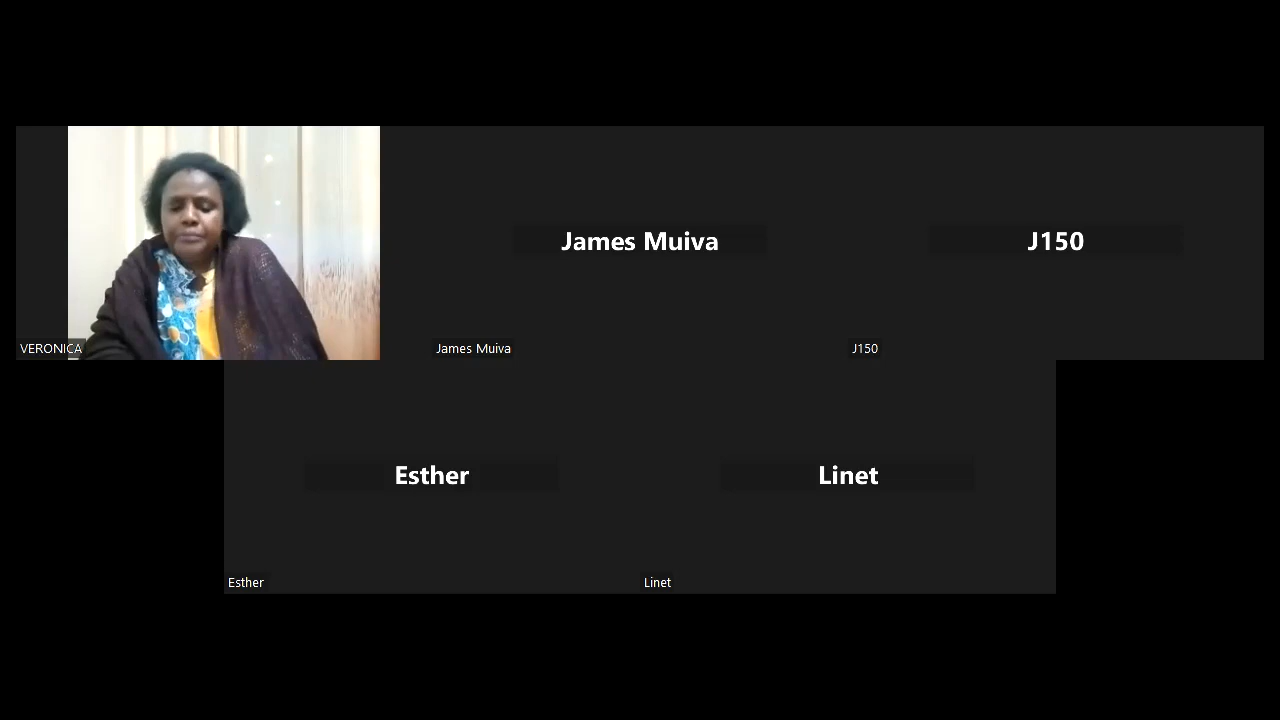 James Muiva
J150
VERONICA
James Muiva
J150
Esther
Linet
Esther
Linet